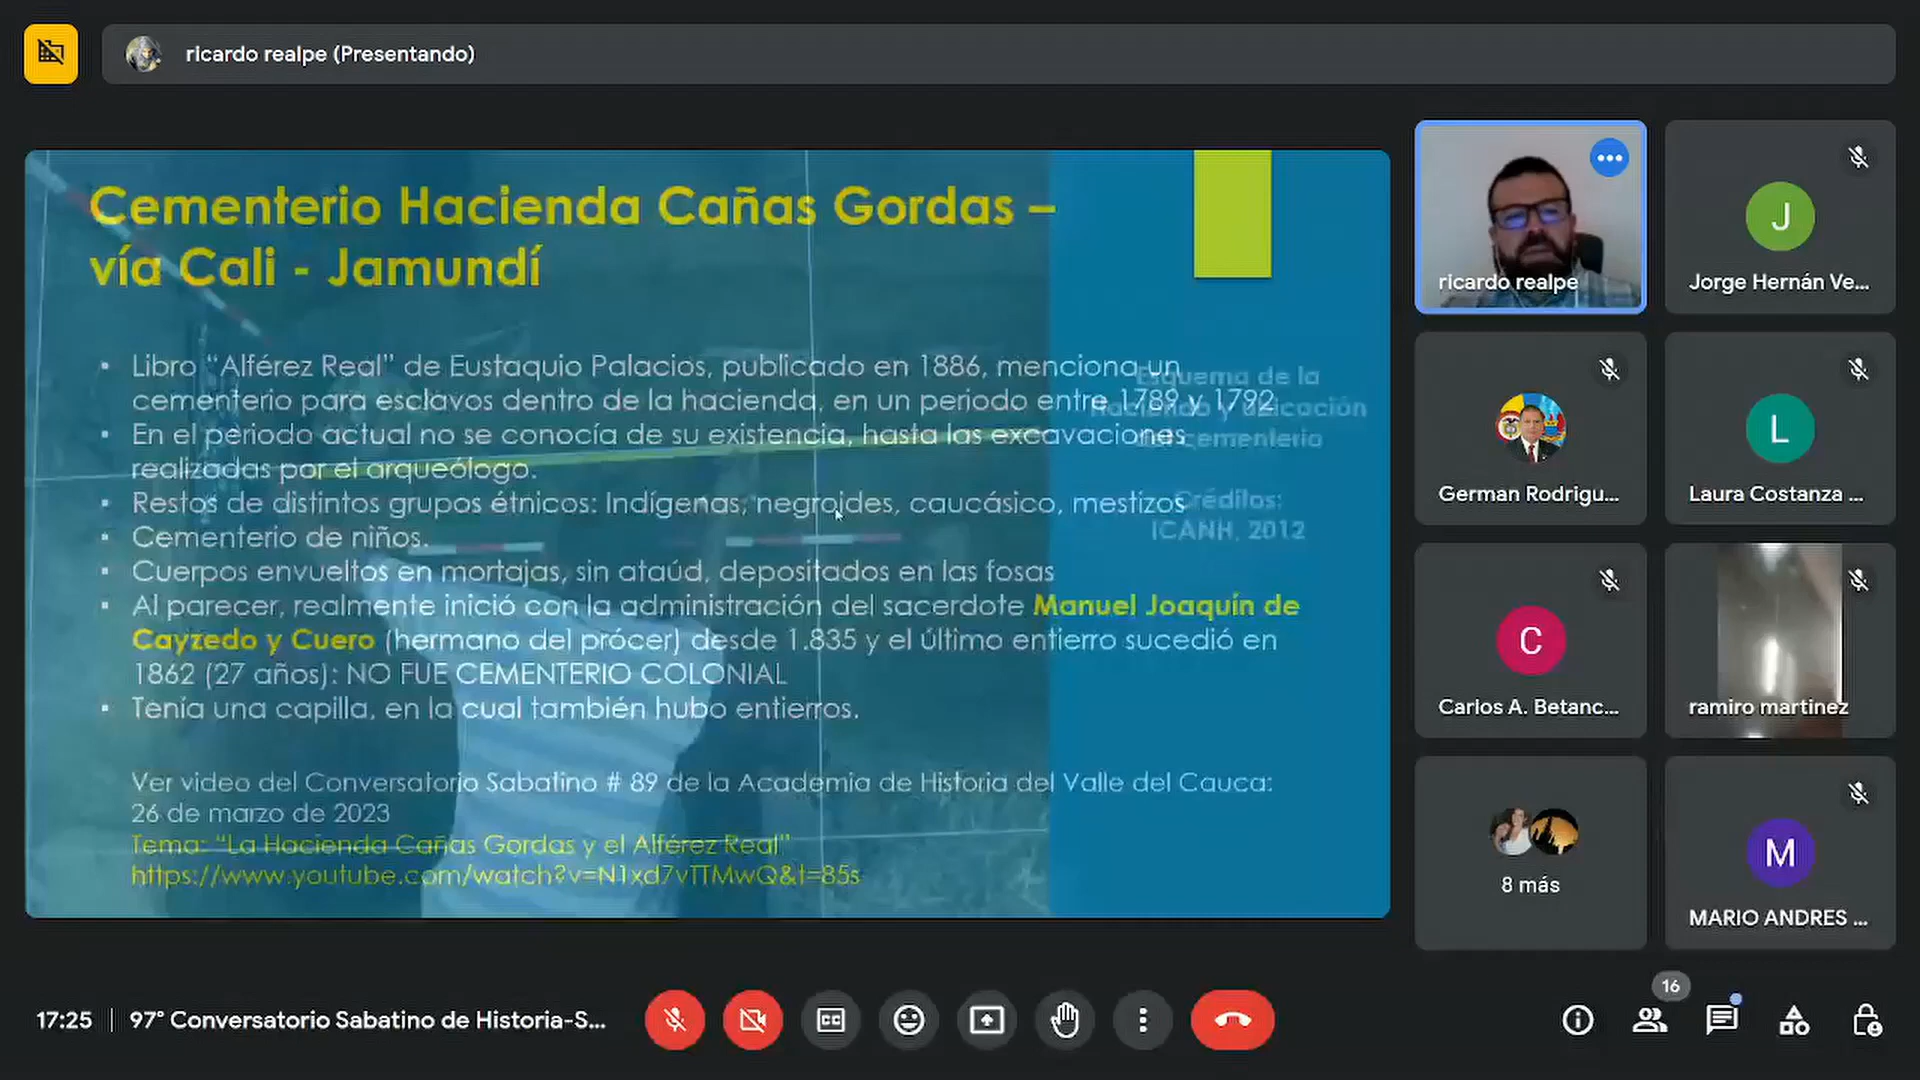 ricardo realpe (Presentando)
Cementerio Hacienda Cañas Gordas –
vía Cali - Jamundí
▪ Libro “Alférez Real” de Eustaquio Palacios, publicado en 1886, menciona un
cementerio para esclavos dentro de la hacienda, en un periodo entre 1789 y 1792
▪ En el periodo actual no se conocía de su existencia, hasta las excavaciones
realizadas por el arqueólogo.
▪ Restos de distintos grupos étnicos: Indígenas, negroides, caucásico, mestizos
▪ Cementerio de niños.
▪ Cuerpos envueltos en mortajas, sin ataúd, depositados en las fosas
▪ Al parecer, realmente inició con la administración del sacerdote Manuel Joaquín de
Cayzedo y Cuero (hermano del prócer) desde 1.835 y el último entierro sucedió en
1862 (27 años): NO FUE CEMENTERIO COLONIAL
▪ Tenía una capilla, en la cual también hubo entierros.
Ver video del Conversatorio Sabatino # 89 de la Academia de Historia del Valle del Cauca:
26 de marzo de 2023
Tema: “La Hacienda Cañas Gordas y el Alférez Real”
https://www.youtube.com/watch?v=N1xd7vTTMwQ&t=85s
Esquema de la
hacienda y ubicación
del cementerio
Créditos:
ICANH, 2012
ricardo realpe
J
Jorge Hernán Ve...
German Rodrigu...
L
Laura Costanza ...
C
Carlos A. Betanc...
ramiro martinez
8 más
M
MARIO ANDRES ...
17:25
97° Conversatorio Sabatino de Historia-S...
CC
16